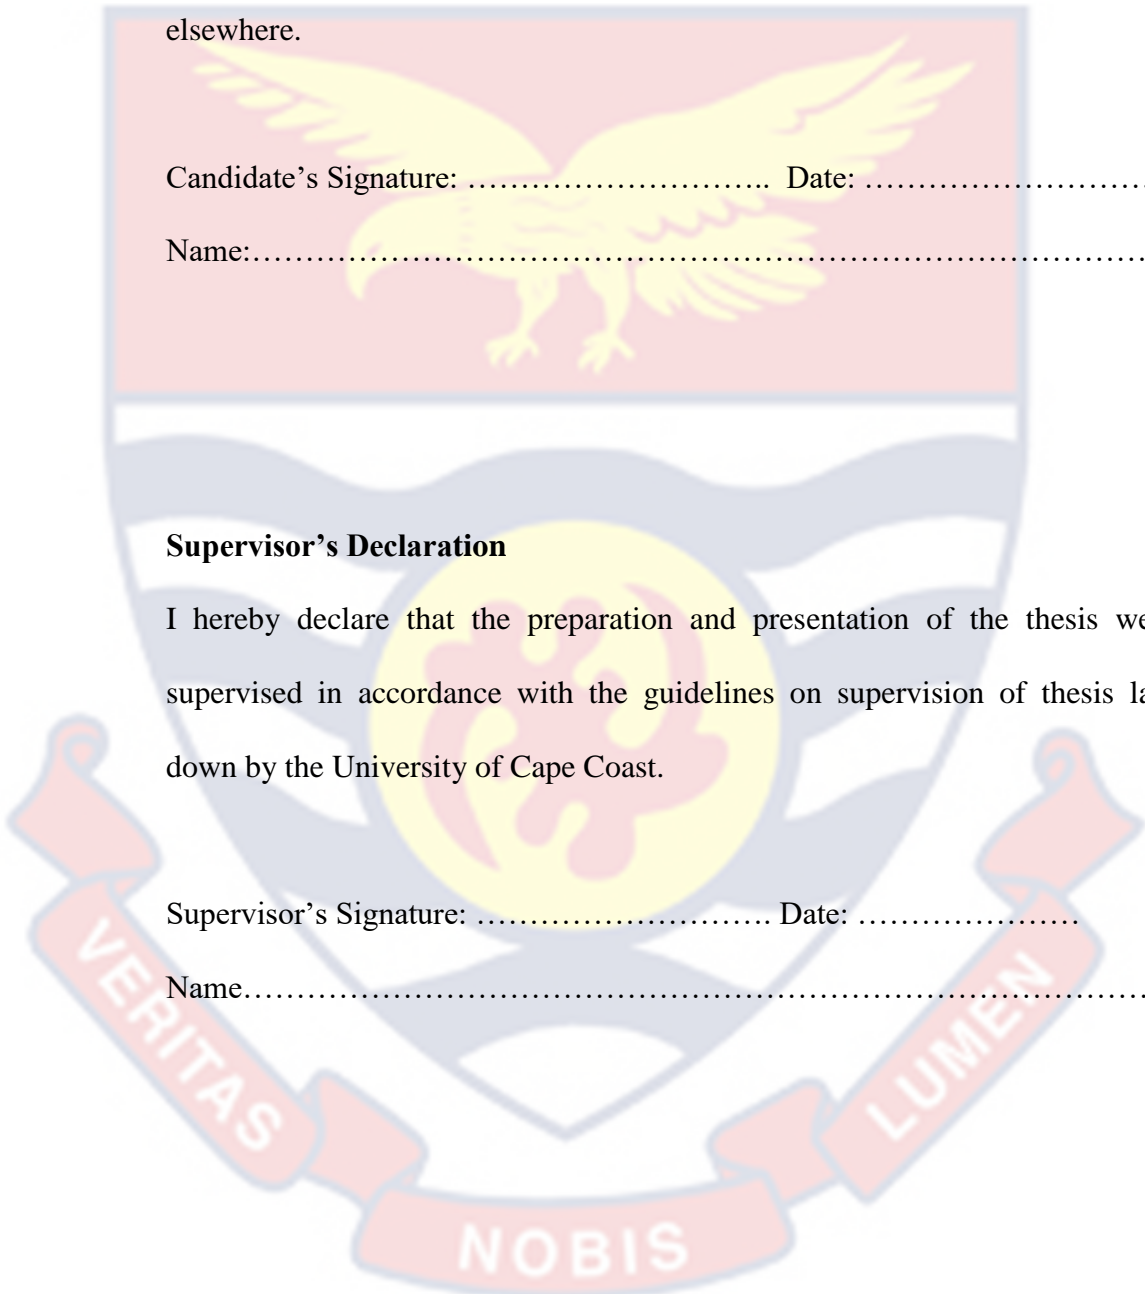 elsewhere.
Candidate’s Signature: ……………………….. Date: ………………………
Name:…………………………………………………………………………
Supervisor’s Declaration
I hereby declare that the preparation and presentation of the thesis we
supervised in accordance with the guidelines on supervision of thesis la
down by the University of Cape Coast.
Supervisor’s Signature: ………………………. Date: …………………
Name…………………………………………………………………………
VERITAS
NOBIS
LUMEN